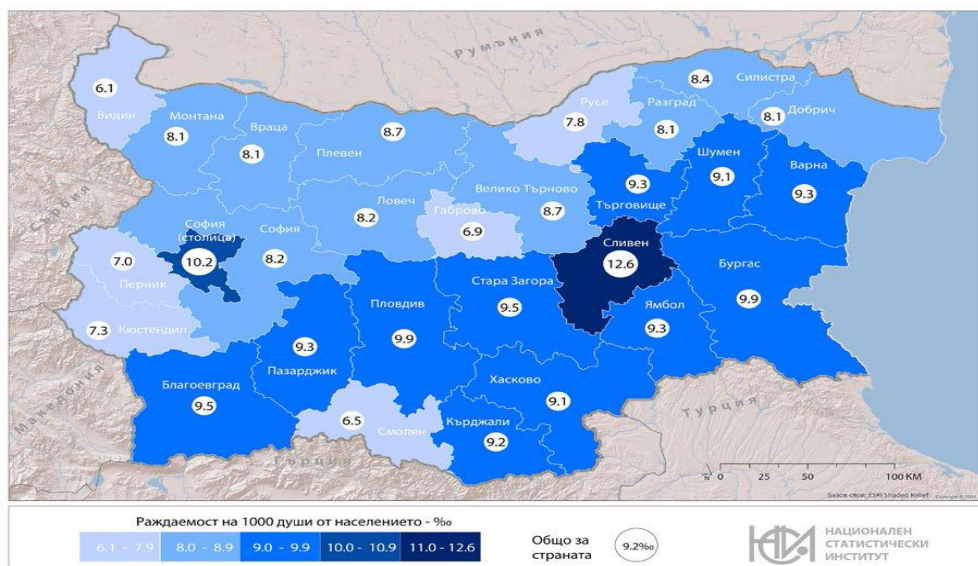 Румъния
Сърбия
Македония
Гърция
Турция
6.1
Видин
Монтана
8.1
Враца
8.1
8.7
Плевен
Русе
7.8
Разград
8.1
8.4
Силистра
8.1
Добрич
Шумен
9.1
Варна
9.3
9.3
Търговище
Велико Търново
8.7
Ловеч
8.2
Габрово
6.9
София
(столица)
10.2
София
8.2
7.0
Перник
7.3
Кюстендил
Сливен
12.6
Бургас
9.9
Стара Загора
9.5
Ямбол
9.3
Пловдив
9.9
9.3
Пазарджик
Благоевград
9.5
6.5
Смолян
Хасково
9.1
Кърджали
9.2
N
0 25 50 100 KM
Базов слой: ESRI Shaded Relief
Раждаемост на 1000 души от населението - ‰
6.1 - 7.9 8.0 - 8.9 9.0 - 9.9 10.0 - 10.9 11.0 - 12.6
Общо за
страната
9.2‰
НСИ
НАЦИОНАЛЕН
СТАТИСТИЧЕСКИ
ИНСТИТУТ